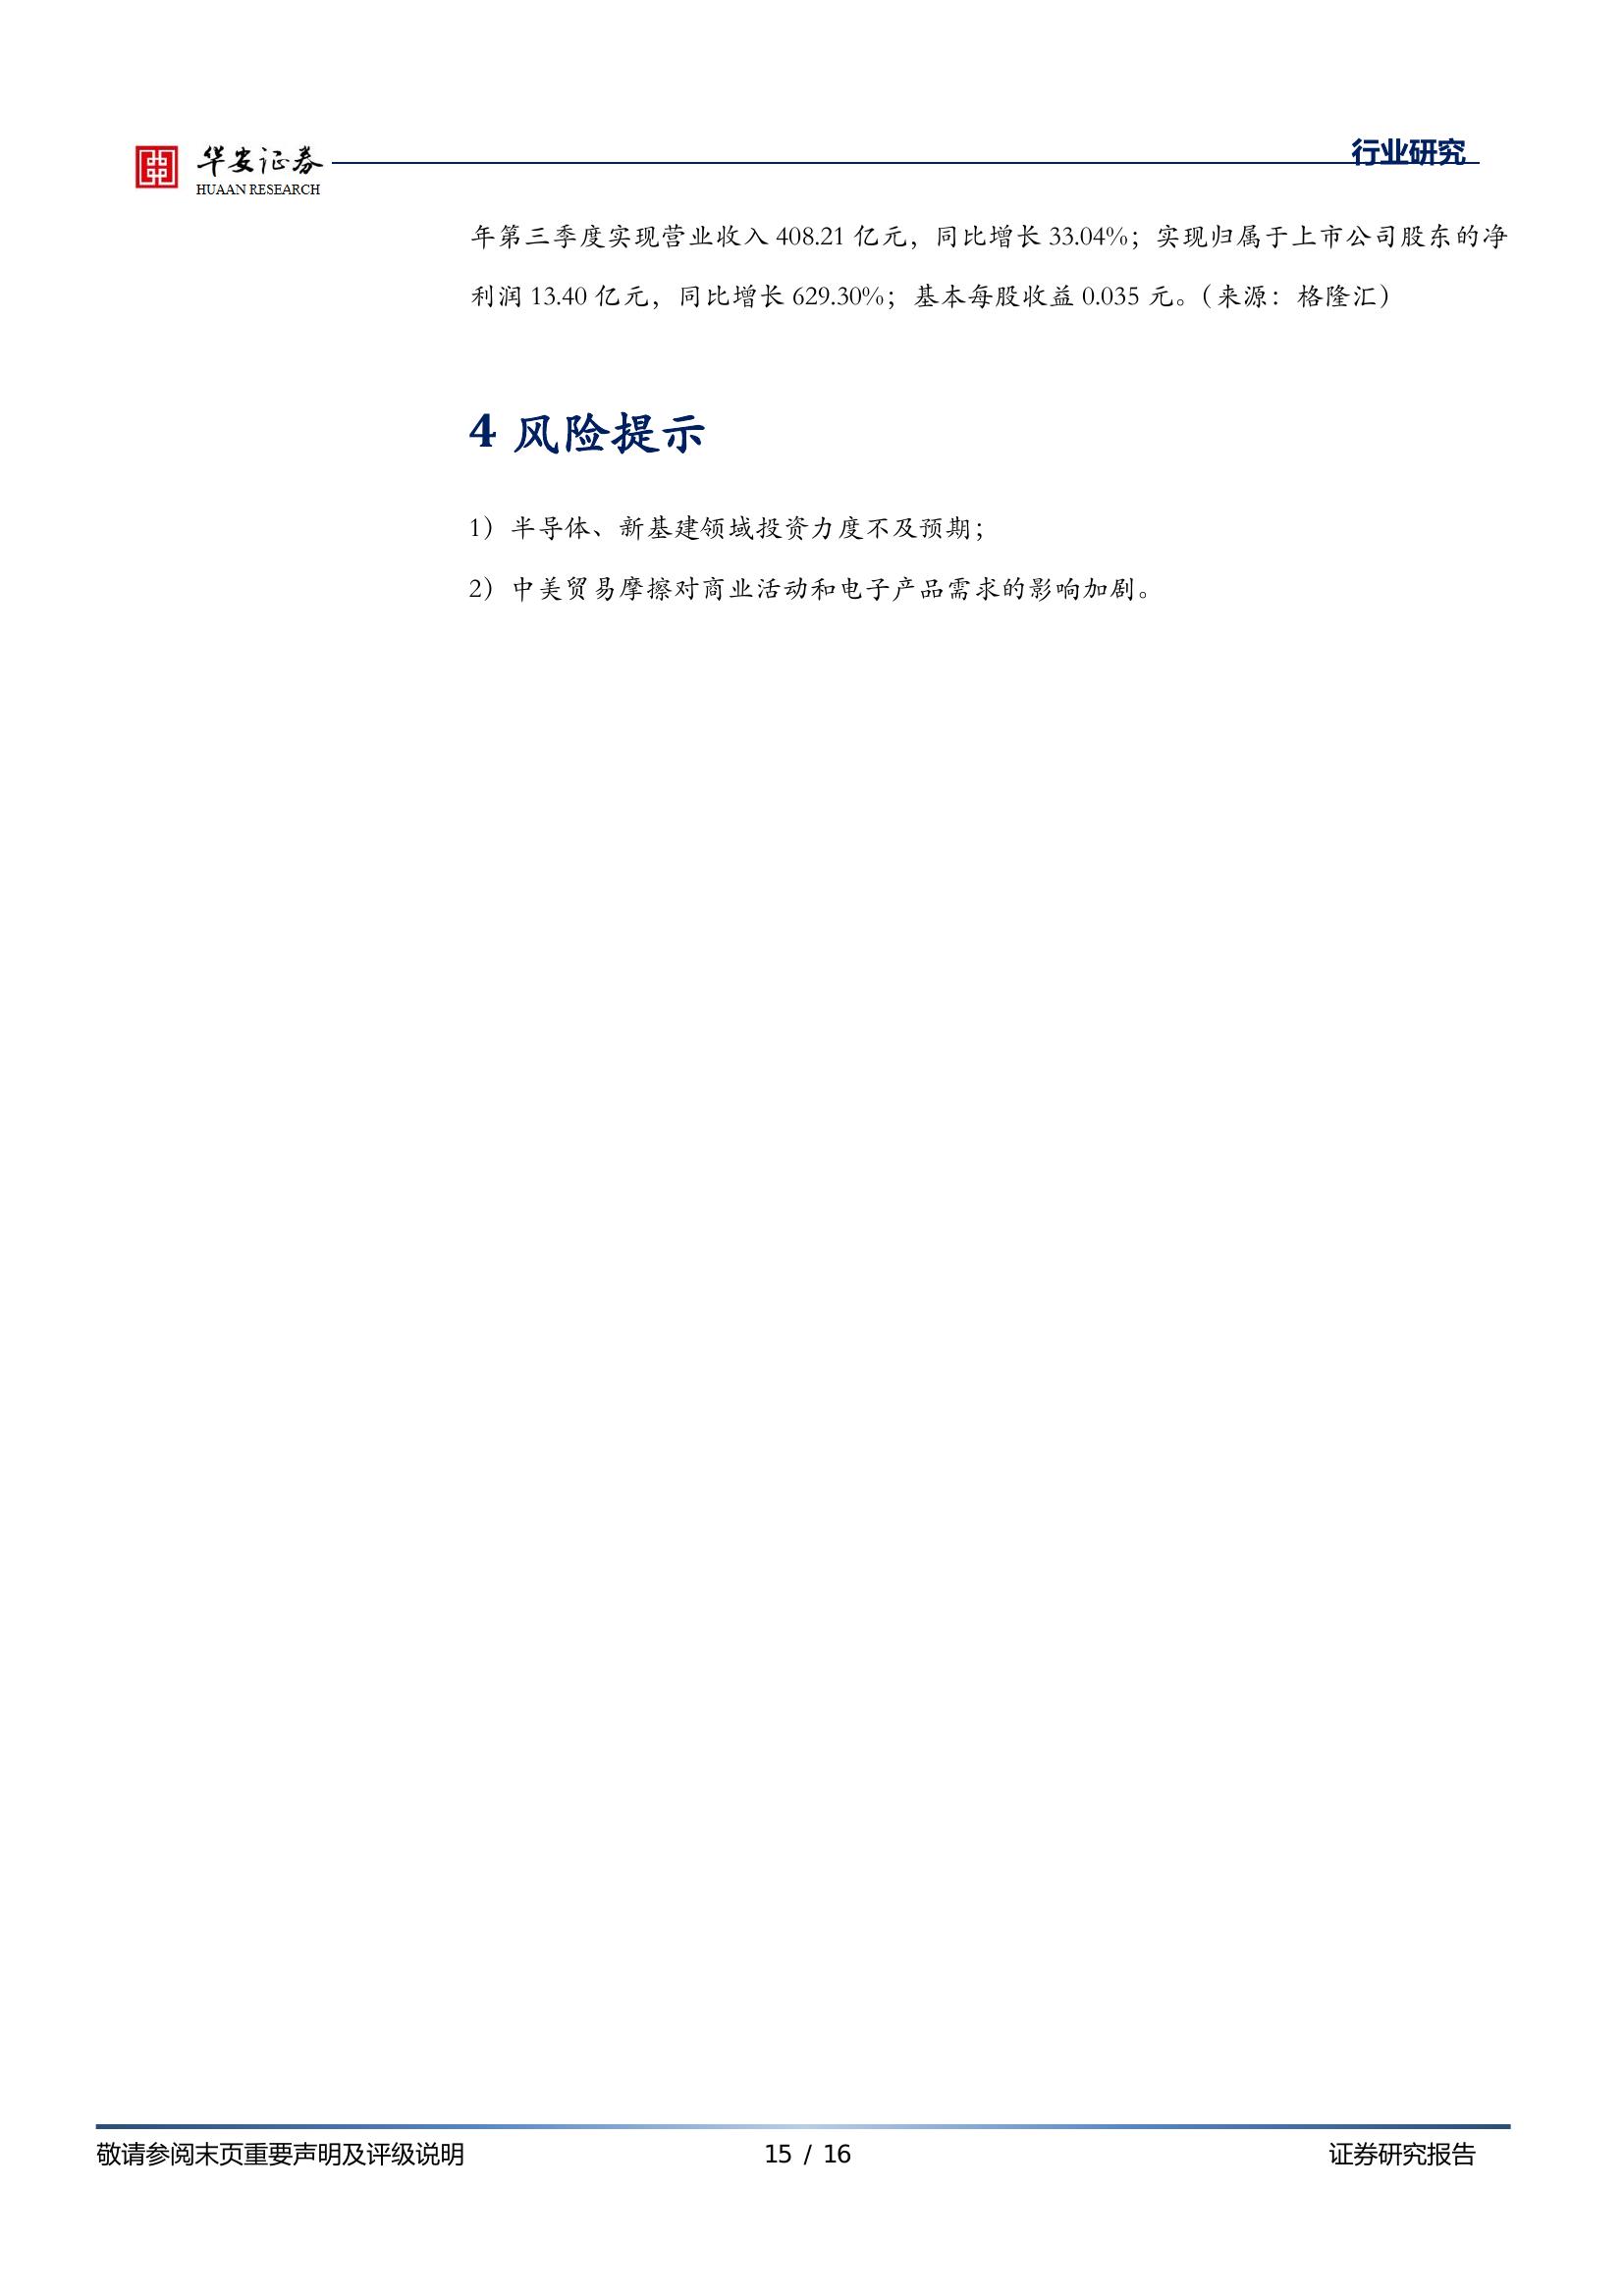 华安证券
HUAAN RESEARCH
行业研究
年第三季度实现营业收入 408.21 亿元，同比增长 33.04%；实现归属于上市公司股东的净
利润 13.40 亿元，同比增长 629.30%；基本每股收益 0.035 元。（来源：格隆汇）
4 风险提示
1）半导体、新基建领域投资力度不及预期；
2）中美贸易摩擦对商业活动和电子产品需求的影响加剧。
敬请参阅末页重要声明及评级说明
15 / 16
证券研究报告